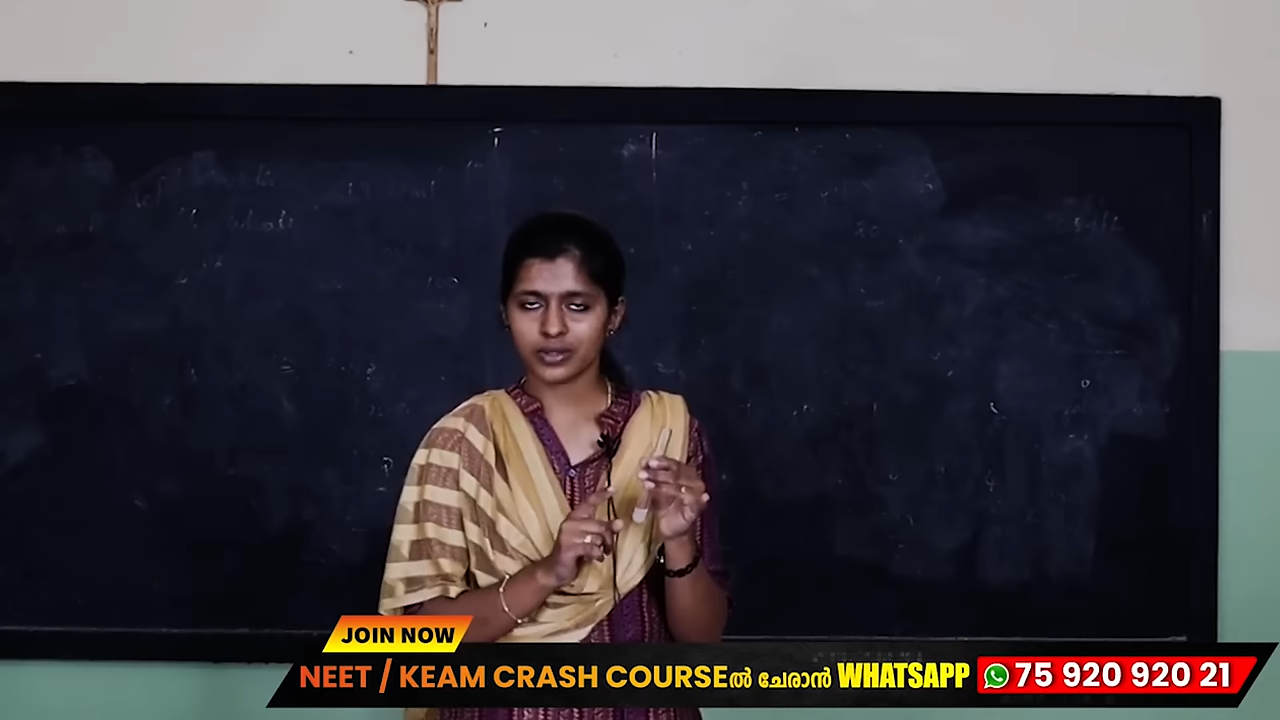 JOIN NOW
NEET / KEAM CRASH COURSEൽ ചേരാൻ WHATSAPP 75 920 920 21